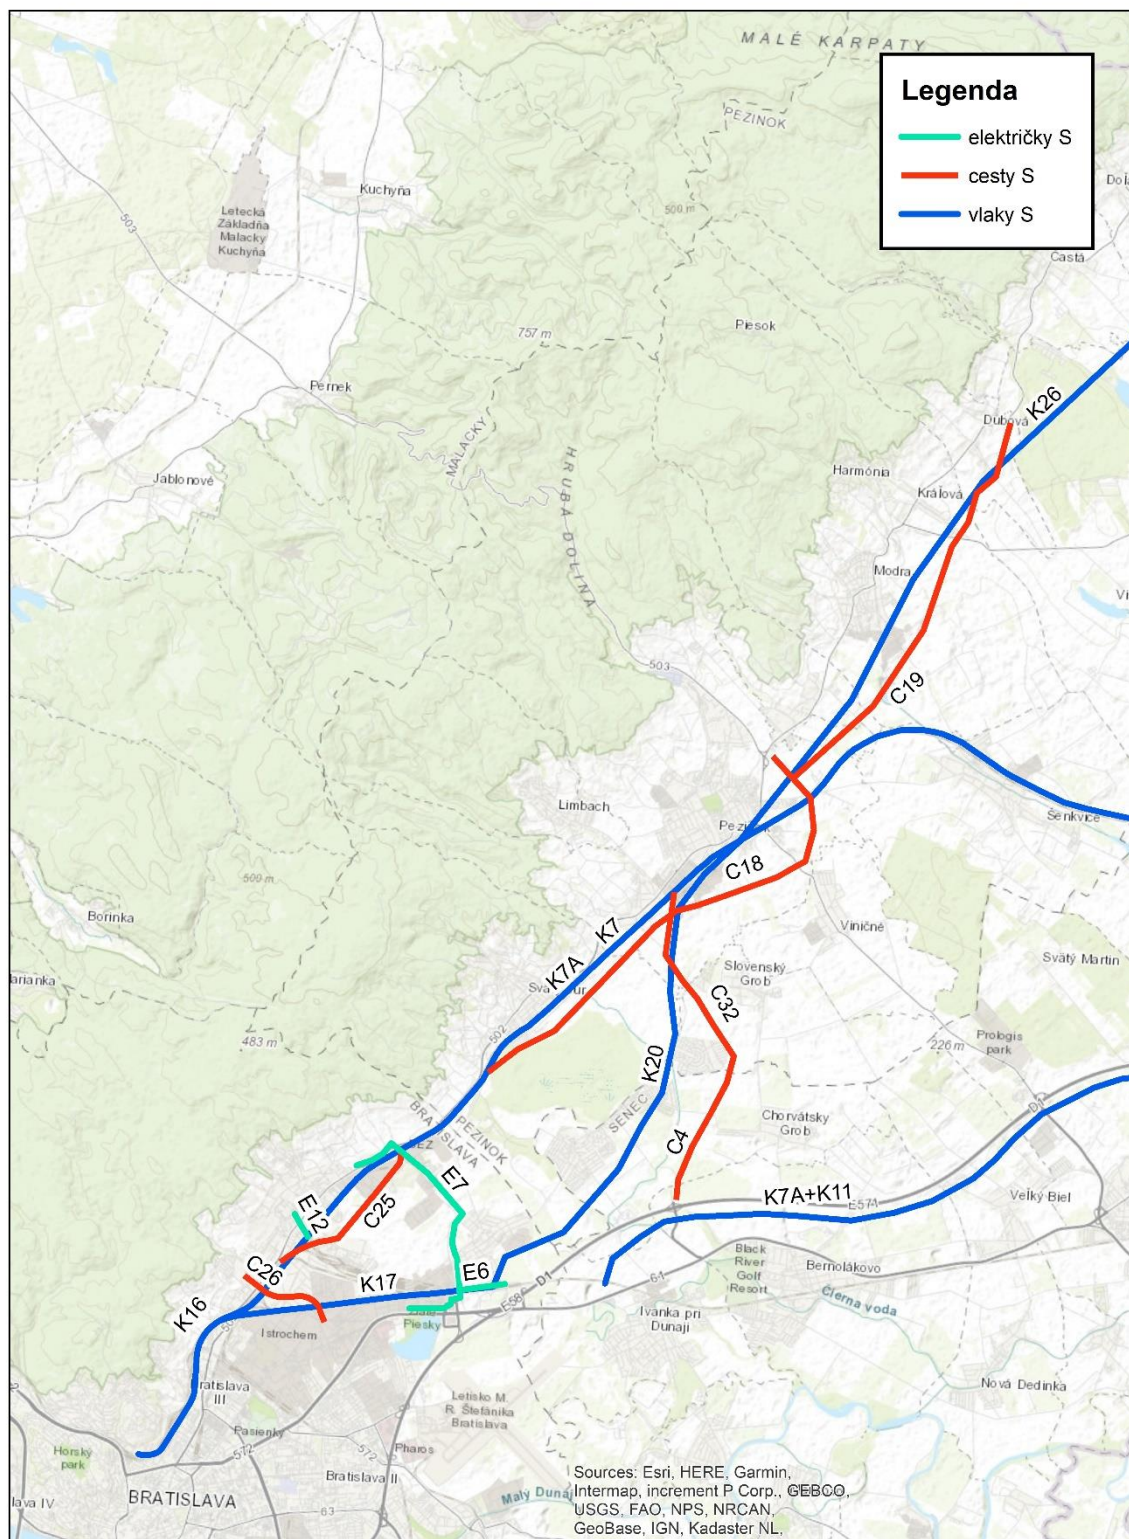 MALÉ KARPATY
Legenda
električky S
cesty S
vlaky S
PEZINOK
Kuchyňa
500 m
Letecká
Základňa
Malacky
Kuchyňa
503
Častá
757 m
Piesok
Pernek
MALACKY
HRUBÁ DOLINA
K26
Dubová
Harmónia
Jablonové
Kráľová
Modra
503
C19
Limbach
Šenkvice
C18
500 m
Borinka
K7
Viničné
K7A
Slovenský
Grob
Svätý Martin
C32
502
483 m
K20
Prologis
park
226 m
D1
PEZINOK
BRATISLAVA
SENEC
Chorvátsky
Grob
C4
E7
K7A+K11
E571
Veľký Biel
E12
C25
Black
River
Golf
Resort
Bernolákovo
C26
K17
E6
D1
61
E58
Čierna voda
K16
Piesky
Ivanka pri
Dunaji
Istrochem
Bratislava
III
Nová Dedinka
Letisko M.
R. Štefánika
Bratislava
Pasienky
572
572
Pharos
Horský
park
Bratislava II
Malý Dunaj
BRATISLAVA
63
Sources: Esri, HERE, Garmin,
Intermap, increment P Corp., GEBCO,
USGS, FAO, NPS, NRCAN,
GeoBase, IGN, Kadaster NL,